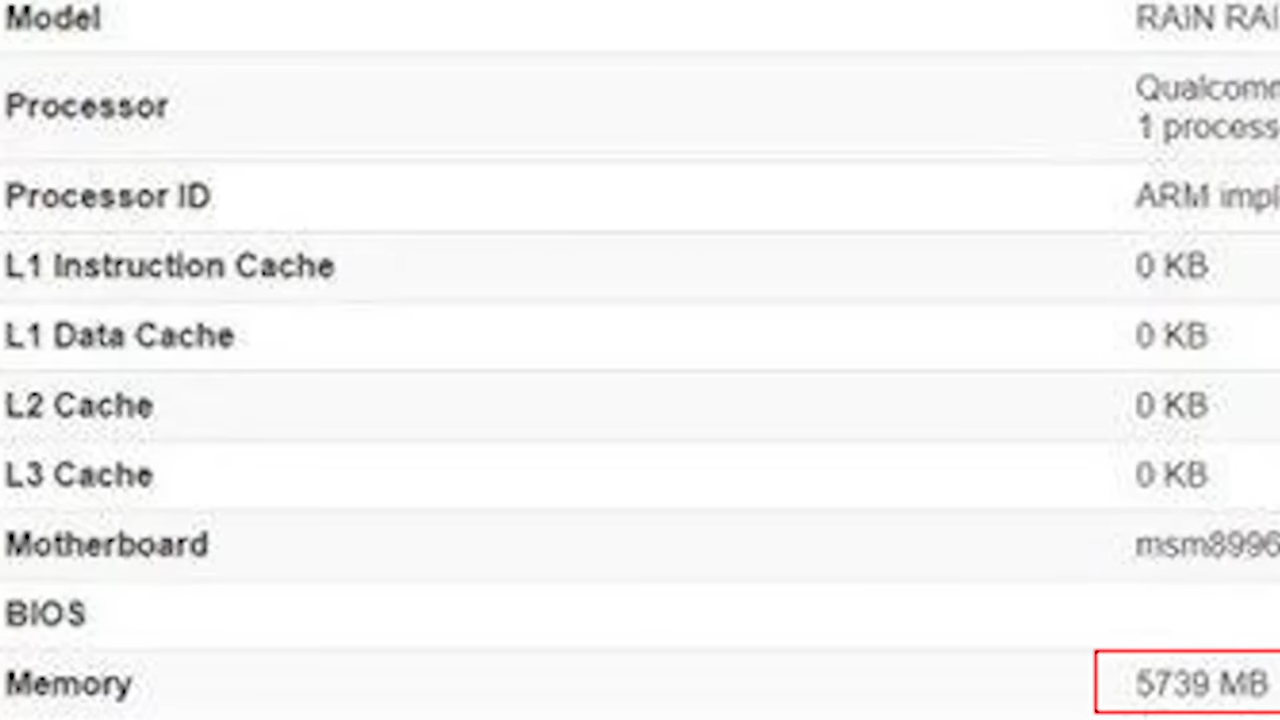 Model RAIN RAI
Processor Qualcomm
1 process
Processor ID ARM impl
L1 Instruction Cache 0 KB
L1 Data Cache 0 KB
L2 Cache 0 KB
L3 Cache 0 KB
Motherboard msm8996
BIOS
Memory 5739 MB